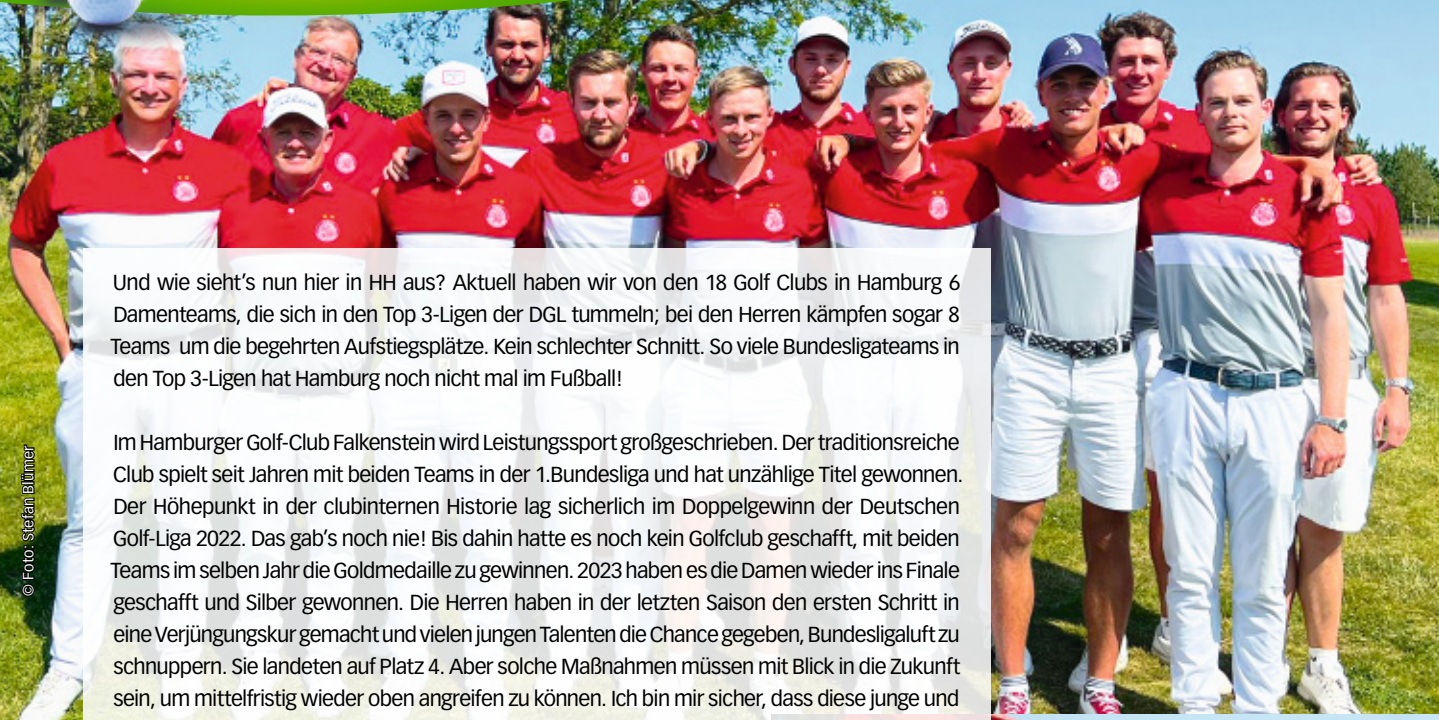 Und wie sieht's nun hier in HH aus? Aktuell haben wir von den 18 Golf Clubs in Hamburg 6
Damenteams, die sich in den Top 3-Ligen der DGL tummeln; bei den Herren kämpfen sogar 8
Teams um die begehrten Aufstiegsplätze. Kein schlechter Schnitt. So viele Bundesligateams in
den Top 3-Ligen hat Hamburg noch nicht mal im Fußball!
Im Hamburger Golf-Club Falkenstein wird Leistungssport großgeschrieben. Der traditionsreiche
Club spielt seit Jahren mit beiden Teams in der 1.Bundesliga und hat unzählige Titel gewonnen.
Der Höhepunkt in der clubinternen Historie lag sicherlich im Doppelgewinn der Deutschen
Golf-Liga 2022. Das gab's noch nie! Bis dahin hatte es noch kein Golfclub geschafft, mit beiden
Teams im selben Jahr die Goldmedaille zu gewinnen. 2023 haben es die Damen wieder ins Finale
geschafft und Silber gewonnen. Die Herren haben in der letzten Saison den ersten Schritt in
eine Verjüngungskur gemacht und vielen jungen Talenten die Chance gegeben, Bundesligaluft zu
schnuppern. Sie landeten auf Platz 4. Aber solche Maßnahmen müssen mit Blick in die Zukunft
sein, um mittelfristig wieder oben angreifen zu können. Ich bin mir sicher, dass diese junge und
© Foto: Stefan Blümer
Titleist